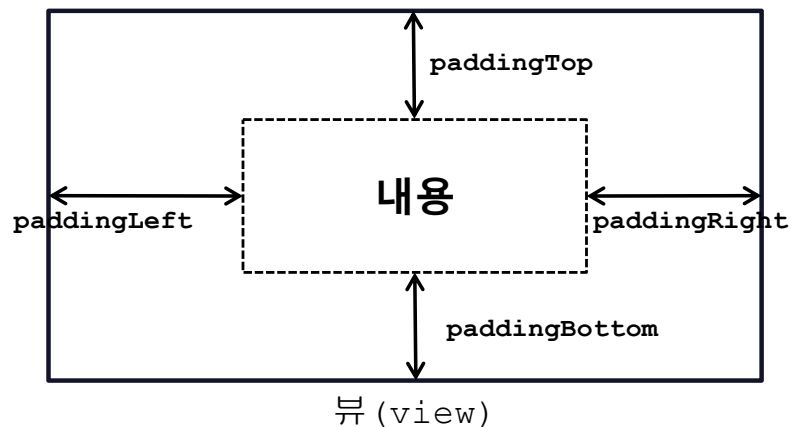 paddingTop
내용
paddingLeft
paddingRight
paddingBottom
뷰(view)